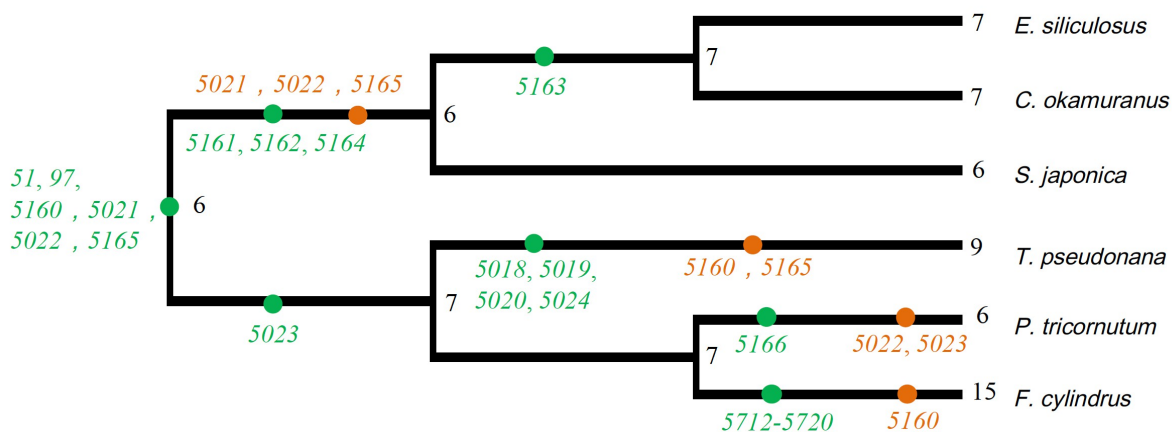 7 E. siliculosus
7
5163
5021 , 5022 , 5165
7 C. okamuranus
6
5161, 5162, 5164
6 S. japonica
51, 97,
5160 , 5021 ,
5022 , 5165
6
9 T. pseudonana
5018, 5019,
5020, 5024
5160 , 5165
7
5023
6 P. tricornutum
5166
5022, 5023
7
15 F. cylindrus
5712-5720
5160